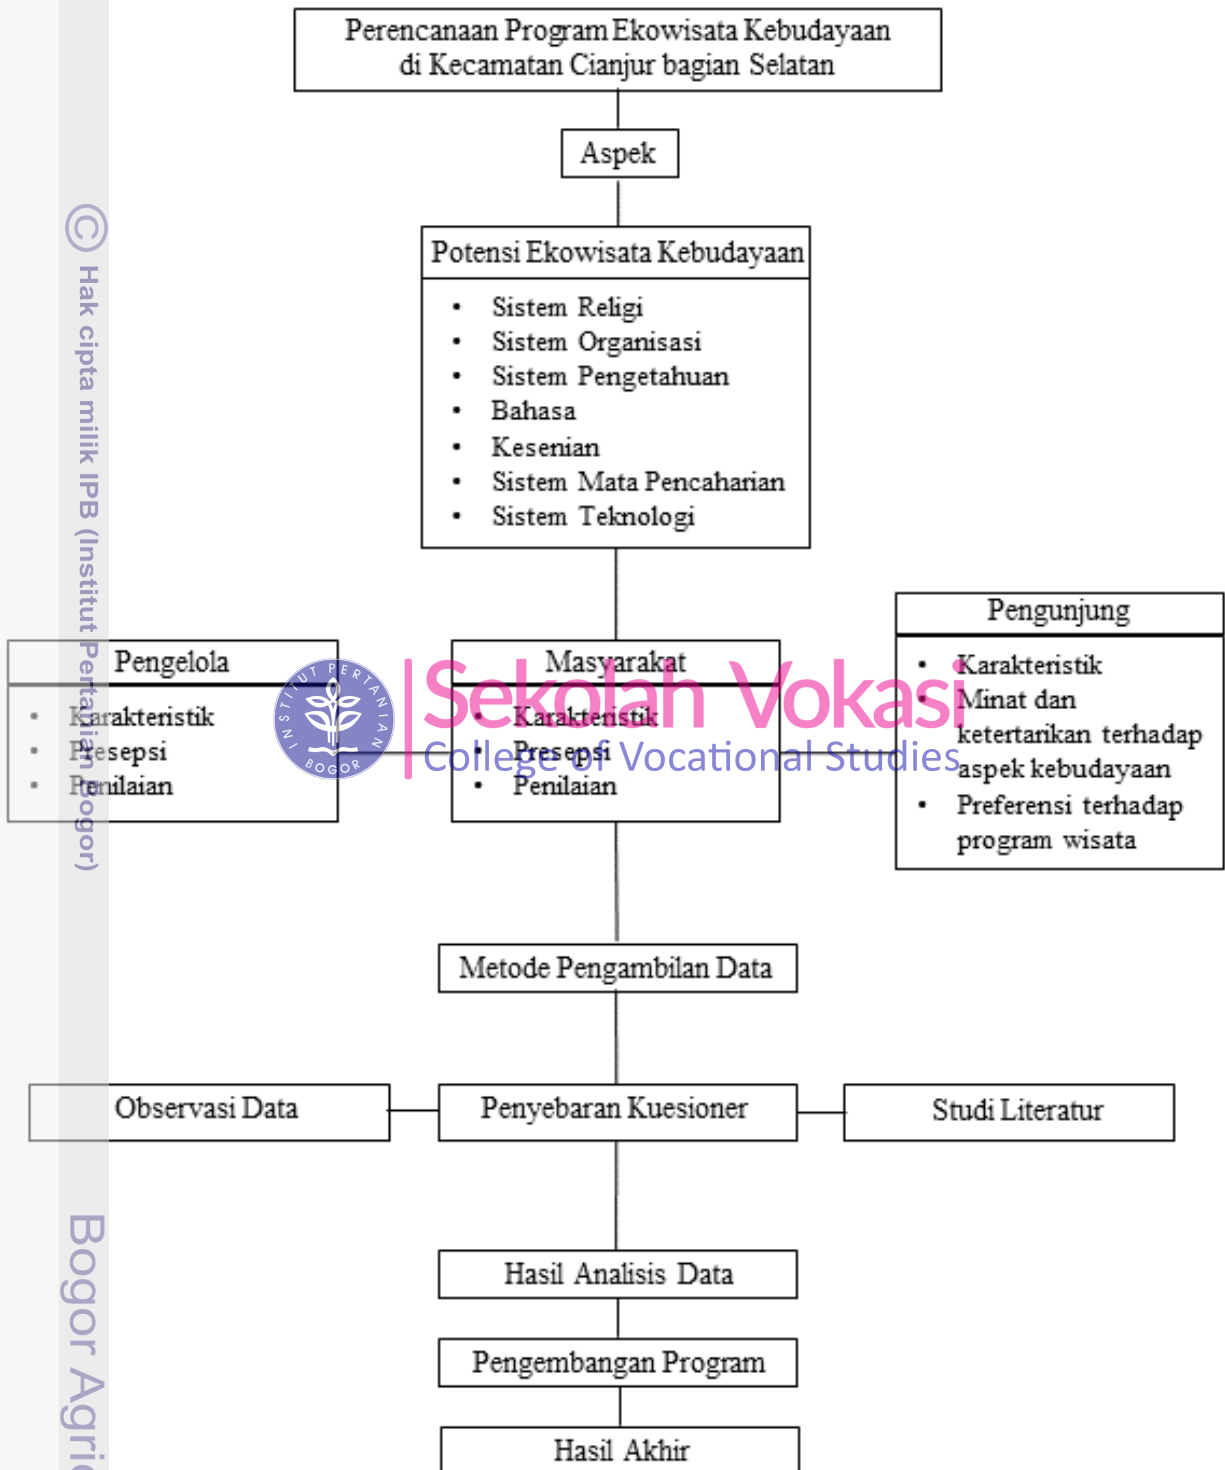 Perencanaan Program Ekowisata Kebudayaan
di Kecamatan Cianjur bagian Selatan
Aspek
Potensi Ekowisata Kebudayaan
• Sistem Religi
• Sistem Organisasi
• Sistem Pengetahuan
• Bahasa
• Kesenian
• Sistem Mata Pencaharian
• Sistem Teknologi
Pengelola
• Karakteristik
• Presepsi
• Penilaian
Masyarakat
• Karakteristik
• Presepsi
• Penilaian
Pengunjung
• Karakteristik
• Minat dan
ketertarikan terhadap
aspek kebudayaan
• Preferensi terhadap
program wisata
Metode Pengambilan Data
Observasi Data
Penyebaran Kuesioner
Studi Literatur
Hasil Analisis Data
Pengembangan Program
Hasil Akhir
© Hak cipta milik IPB (Institut Pertanian Bogor)
Bogor Agric
INSTITUT PERTANIAN
BOGOR
Sekolah Vokasi
College of Vocational Studies